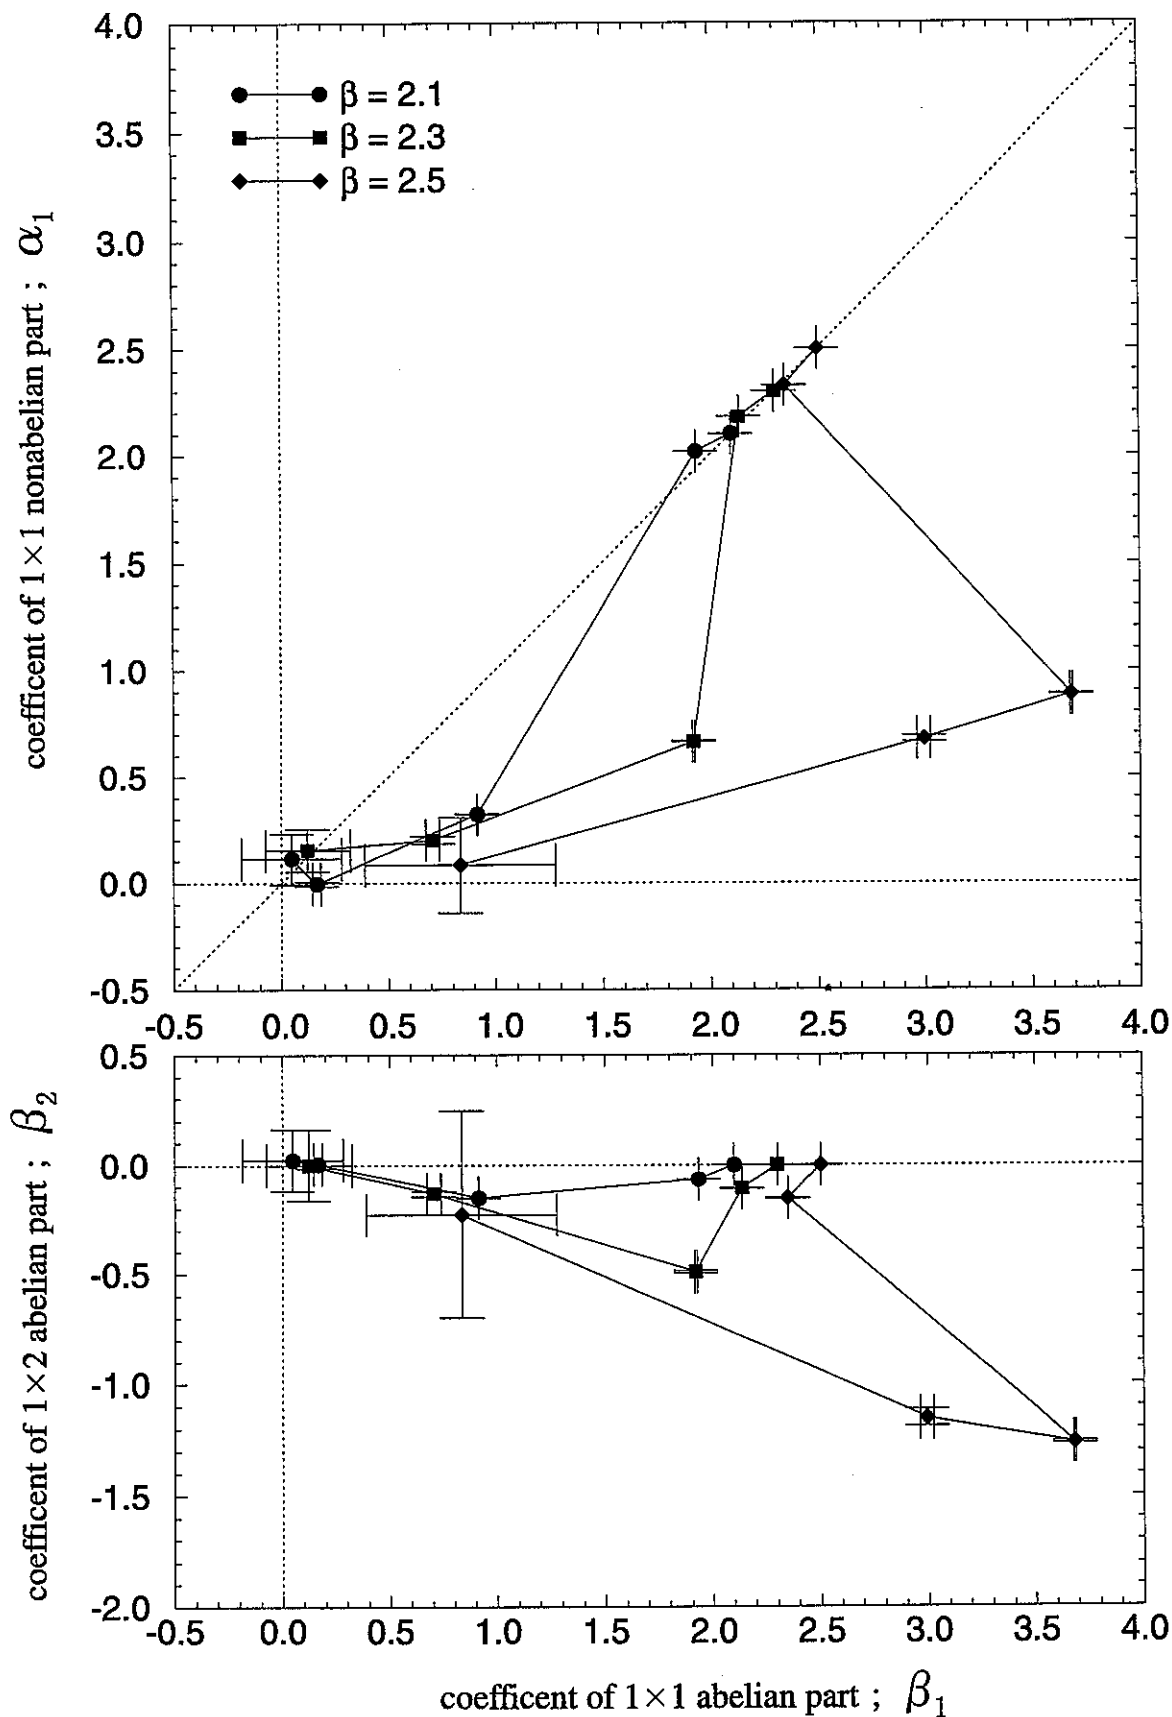 4.0
β = 2.1
3.5
β = 2.3
β = 2.5
3.0
2.5
2.0
1.5
1.0
0.5
0.0
-0.5
coefficent of 1×1 nonabelian part ; α₁
-0.5 0.0 0.5 1.0 1.5 2.0 2.5 3.0 3.5 4.0
0.5
0.0
-0.5
-1.0
-1.5
-2.0
coefficent of 1×2 abelian part ; β₂
-0.5 0.0 0.5 1.0 1.5 2.0 2.5 3.0 3.5 4.0
coefficent of 1×1 abelian part ; β₁